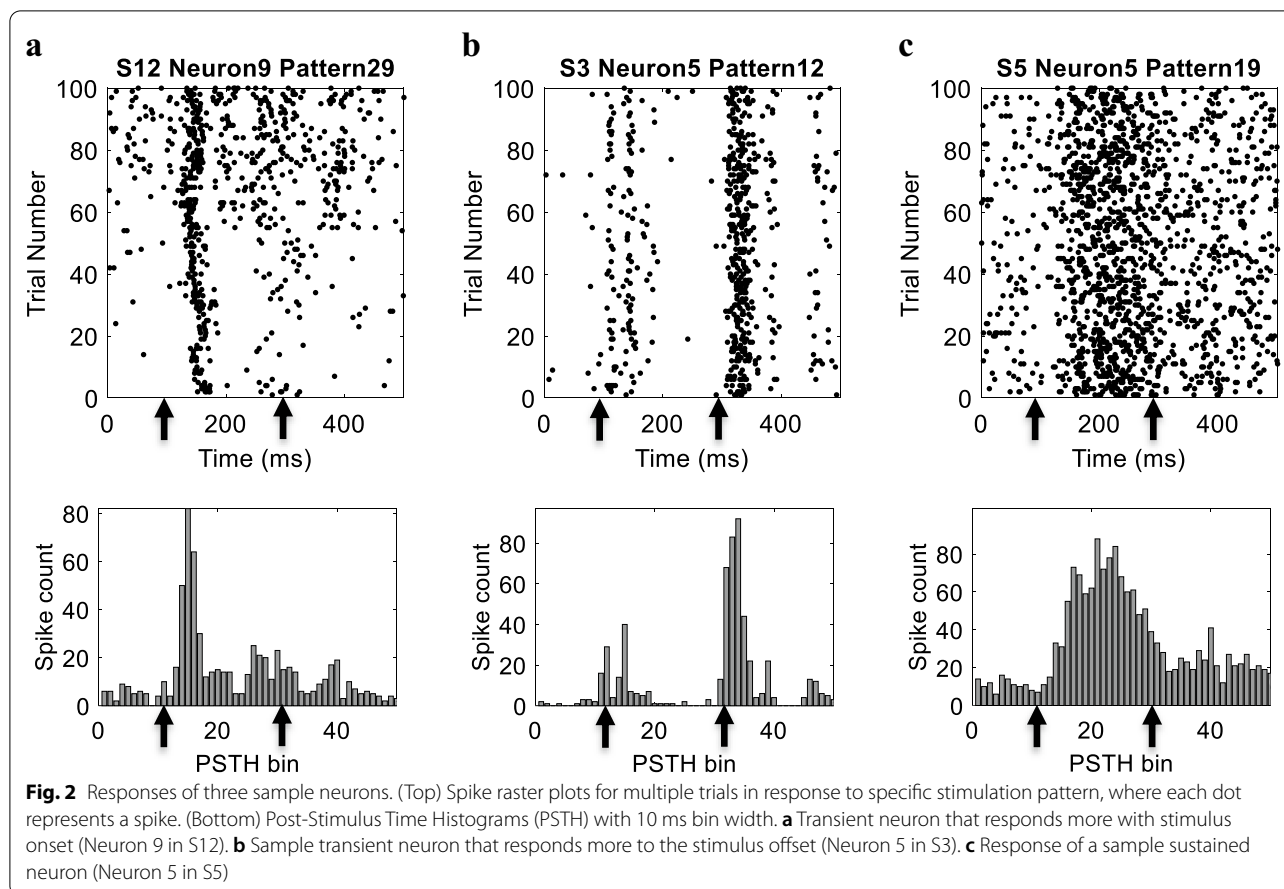 a
S12 Neuron9 Pattern29
100
80
60
40
20
0
Trial Number
0 200 400
Time (ms)
80
60
40
20
0
Spike count
0 20 40
PSTH bin
b
S3 Neuron5 Pattern12
100
80
60
40
20
0
Trial Number
0 200 400
Time (ms)
80
60
40
20
0
Spike count
0 20 40
PSTH bin
c
S5 Neuron5 Pattern19
100
80
60
40
20
0
Trial Number
0 200 400
Time (ms)
80
60
40
20
0
Spike count
0 20 40
PSTH bin
Fig. 2 Responses of three sample neurons. (Top) Spike raster plots for multiple trials in response to specific stimulation pattern, where each dot
represents a spike. (Bottom) Post-Stimulus Time Histograms (PSTH) with 10 ms bin width. a Transient neuron that responds more with stimulus
onset (Neuron 9 in S12). b Sample transient neuron that responds more to the stimulus offset (Neuron 5 in S3). c Response of a sample sustained
neuron (Neuron 5 in S5)